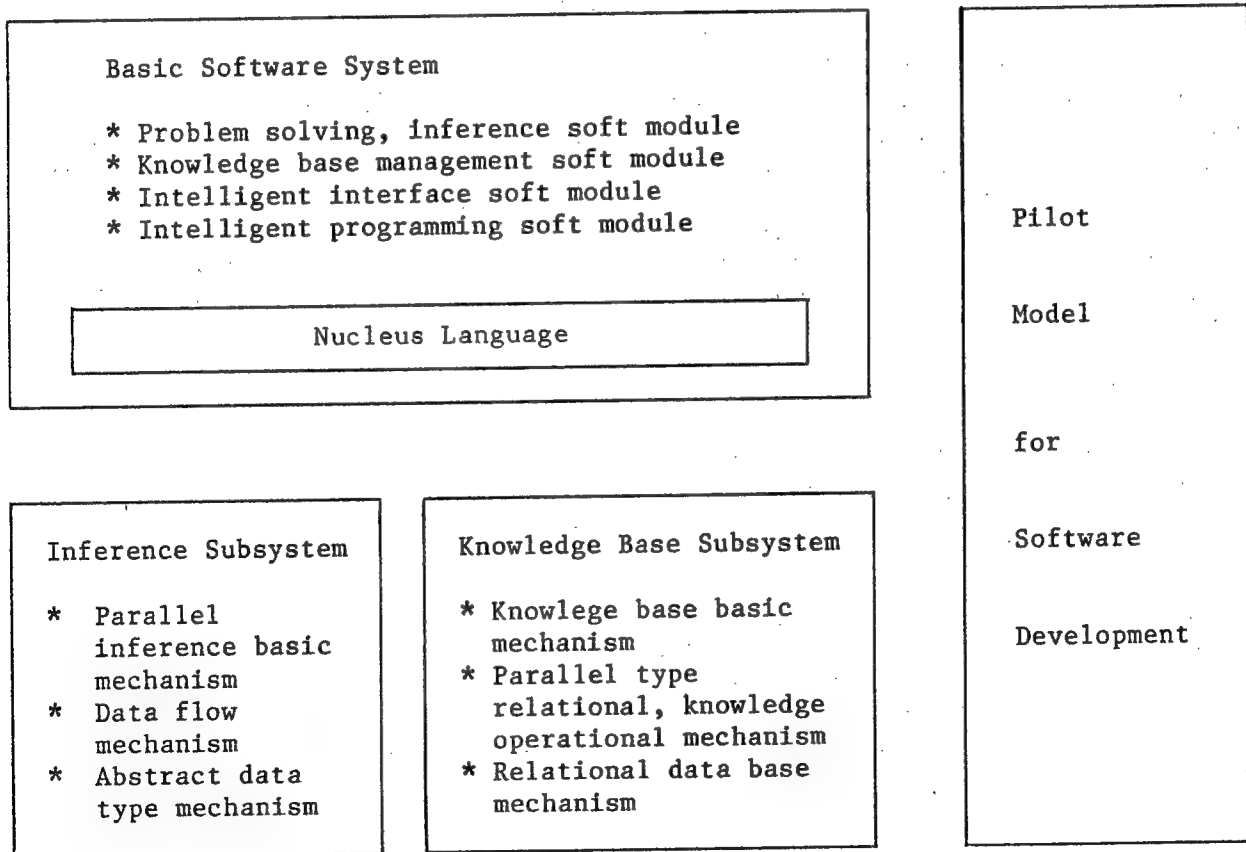 Basic Software System
* Problem solving, inference soft module
* Knowledge base management soft module
* Intelligent interface soft module
* Intelligent programming soft module
Nucleus Language
Inference Subsystem
* Parallel
inference basic
mechanism
* Data flow
mechanism
* Abstract data
type mechanism
Knowledge Base Subsystem
* Knowlege base basic
mechanism
* Parallel type
relational, knowledge
operational mechanism
* Relational data base
mechanism
Pilot
Model
for
Software
Development